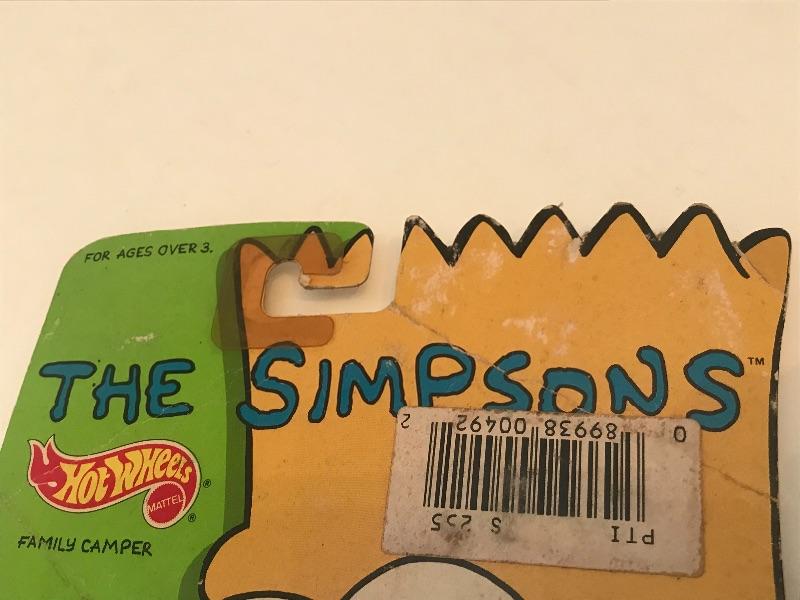 FOR AGES OVER 3.
THE SIMPSONS™
HOT WHEELS®
MATTEL®
FAMILY CAMPER
0 89938 00492 2
PTI S 255